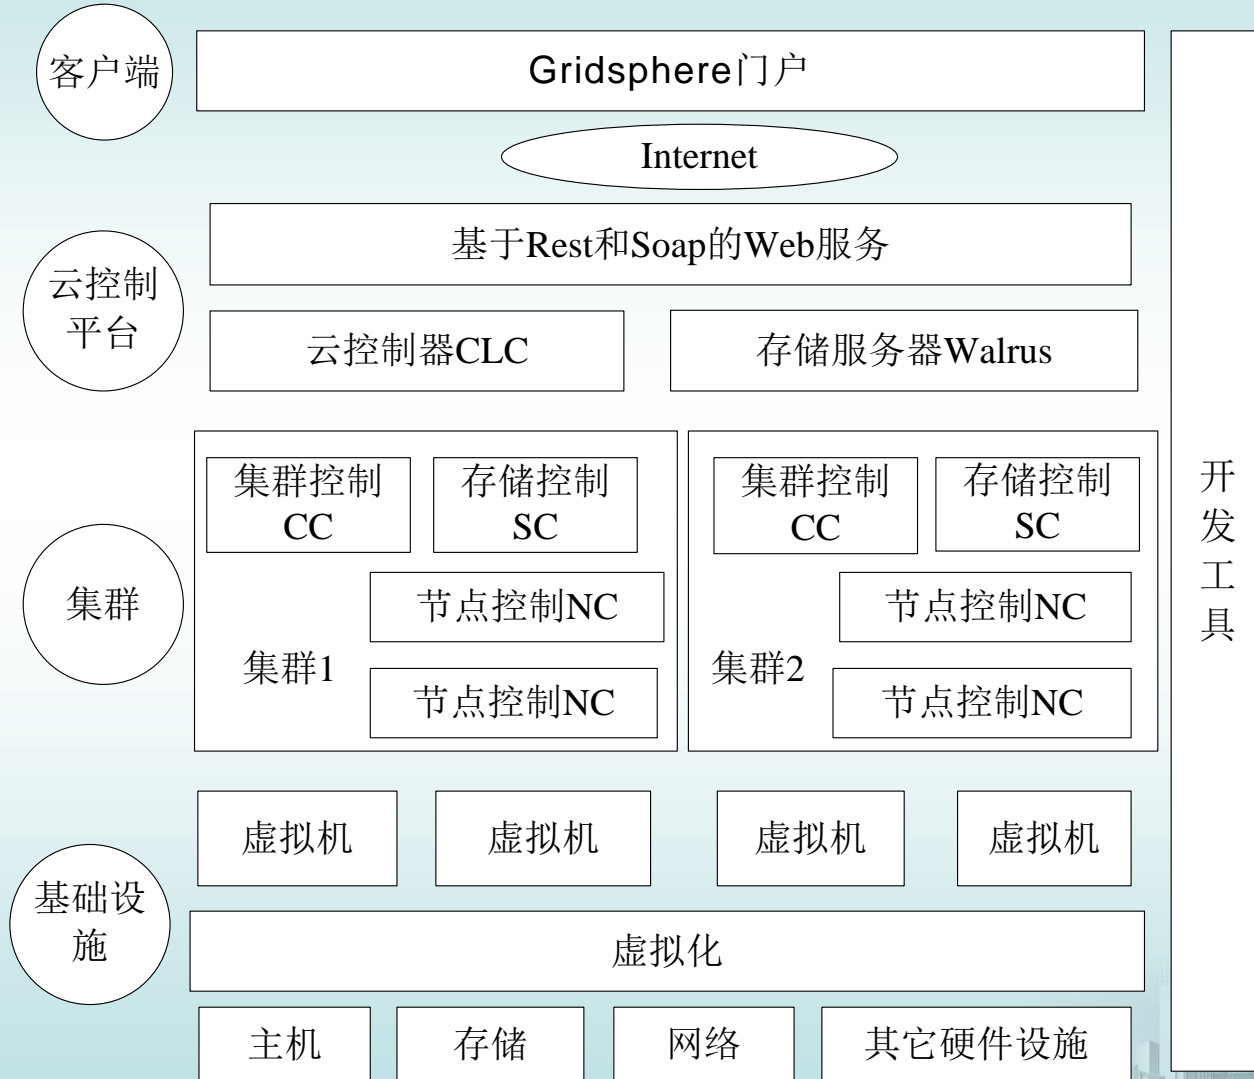 客户端
Gridsphere门户
Internet
基于Rest和Soap的Web服务
云控制
平台
云控制器CLC
存储服务器Walrus
集群
集群控制
CC
存储控制
SC
节点控制NC
集群1
节点控制NC
集群控制
CC
存储控制
SC
节点控制NC
集群2
节点控制NC
虚拟机
虚拟机
虚拟机
虚拟机
基础设
施
虚拟化
主机
存储
网络
其它硬件设施
开
发
工
具